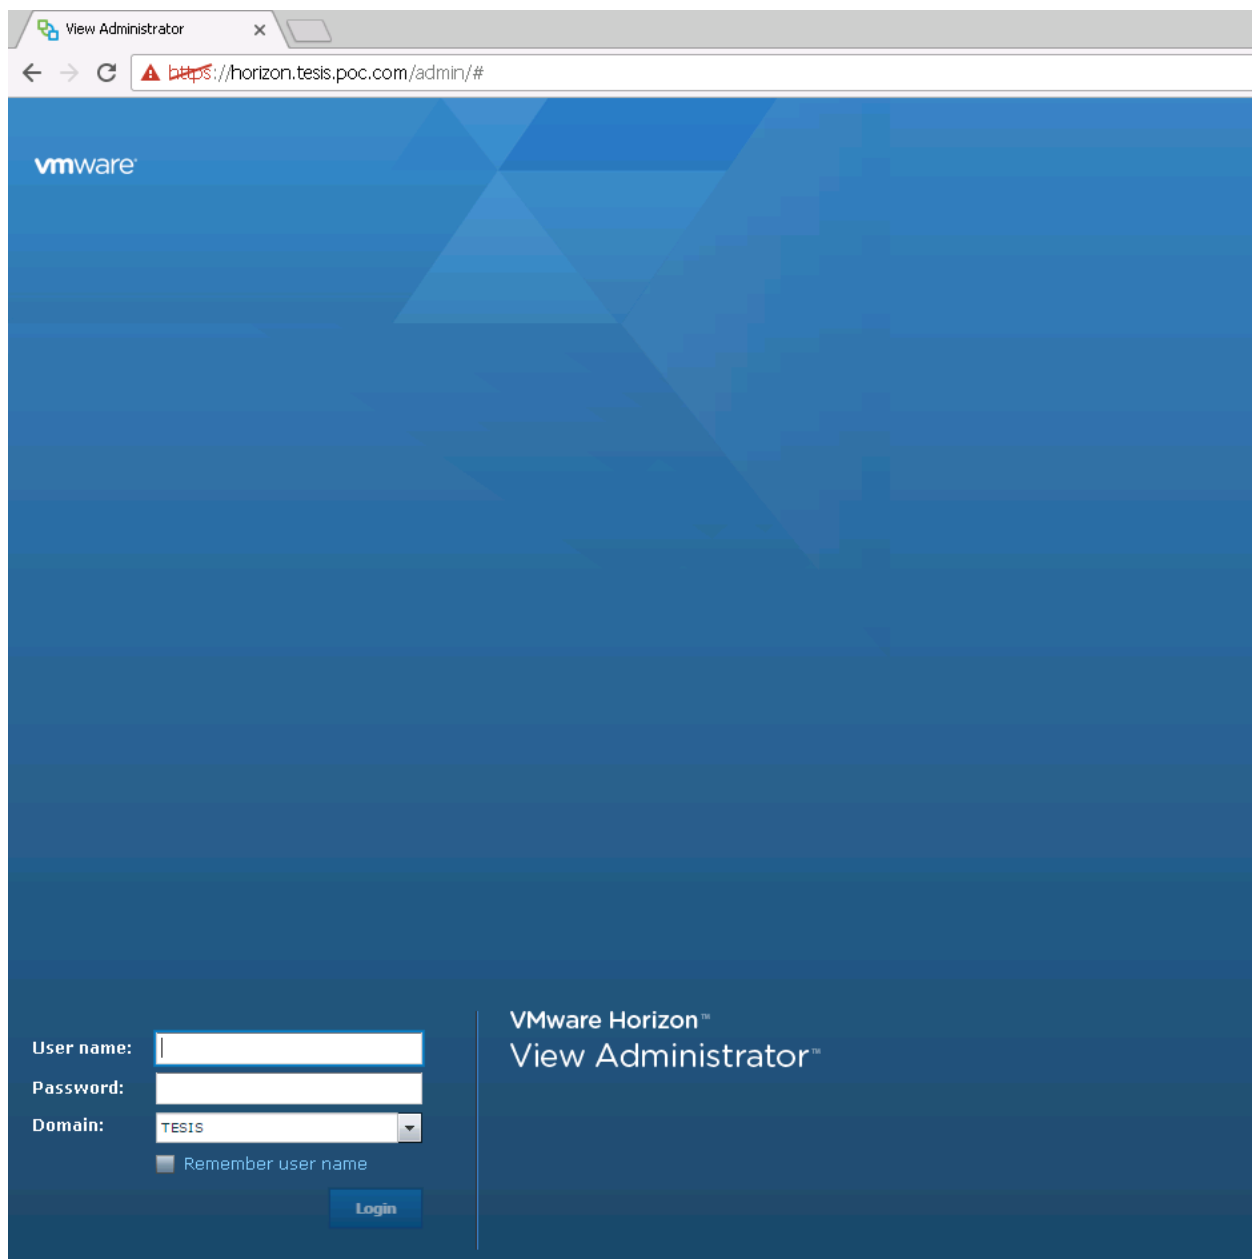 View Administrator
https://horizon.tesis.poc.com/admin/#
vmware
User name:
Password:
Domain:
TESIS
Remember user name
Login
VMware Horizon™
View Administrator™